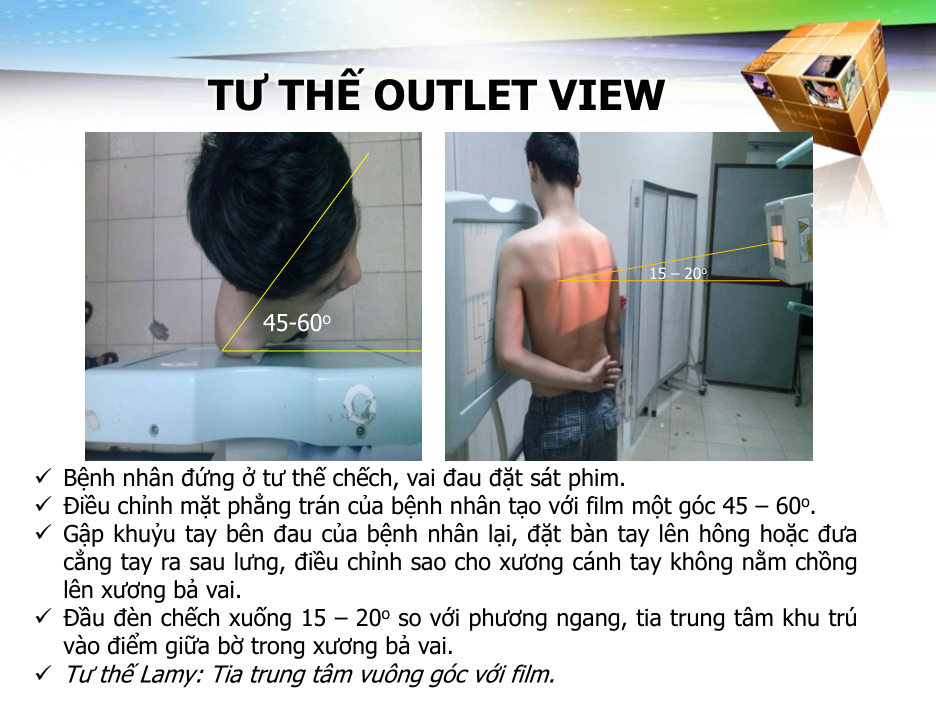 TƯ THẾ OUTLET VIEW
45-60º
15 – 20º
✓ Bệnh nhân đứng ở tư thế chếch, vai đau đặt sát phim.
✓ Điều chỉnh mặt phẳng trán của bệnh nhân tạo với film một góc 45 – 60º.
✓ Gập khuỷu tay bên đau của bệnh nhân lại, đặt bàn tay lên hông hoặc đưa
cẳng tay ra sau lưng, điều chỉnh sao cho xương cánh tay không nằm chồng
lên xương bả vai.
✓ Đầu đèn chếch xuống 15 – 20º so với phương ngang, tia trung tâm khu trú
vào điểm giữa bờ trong xương bả vai.
✓ Tư thế Lamy: Tia trung tâm vuông góc với film.